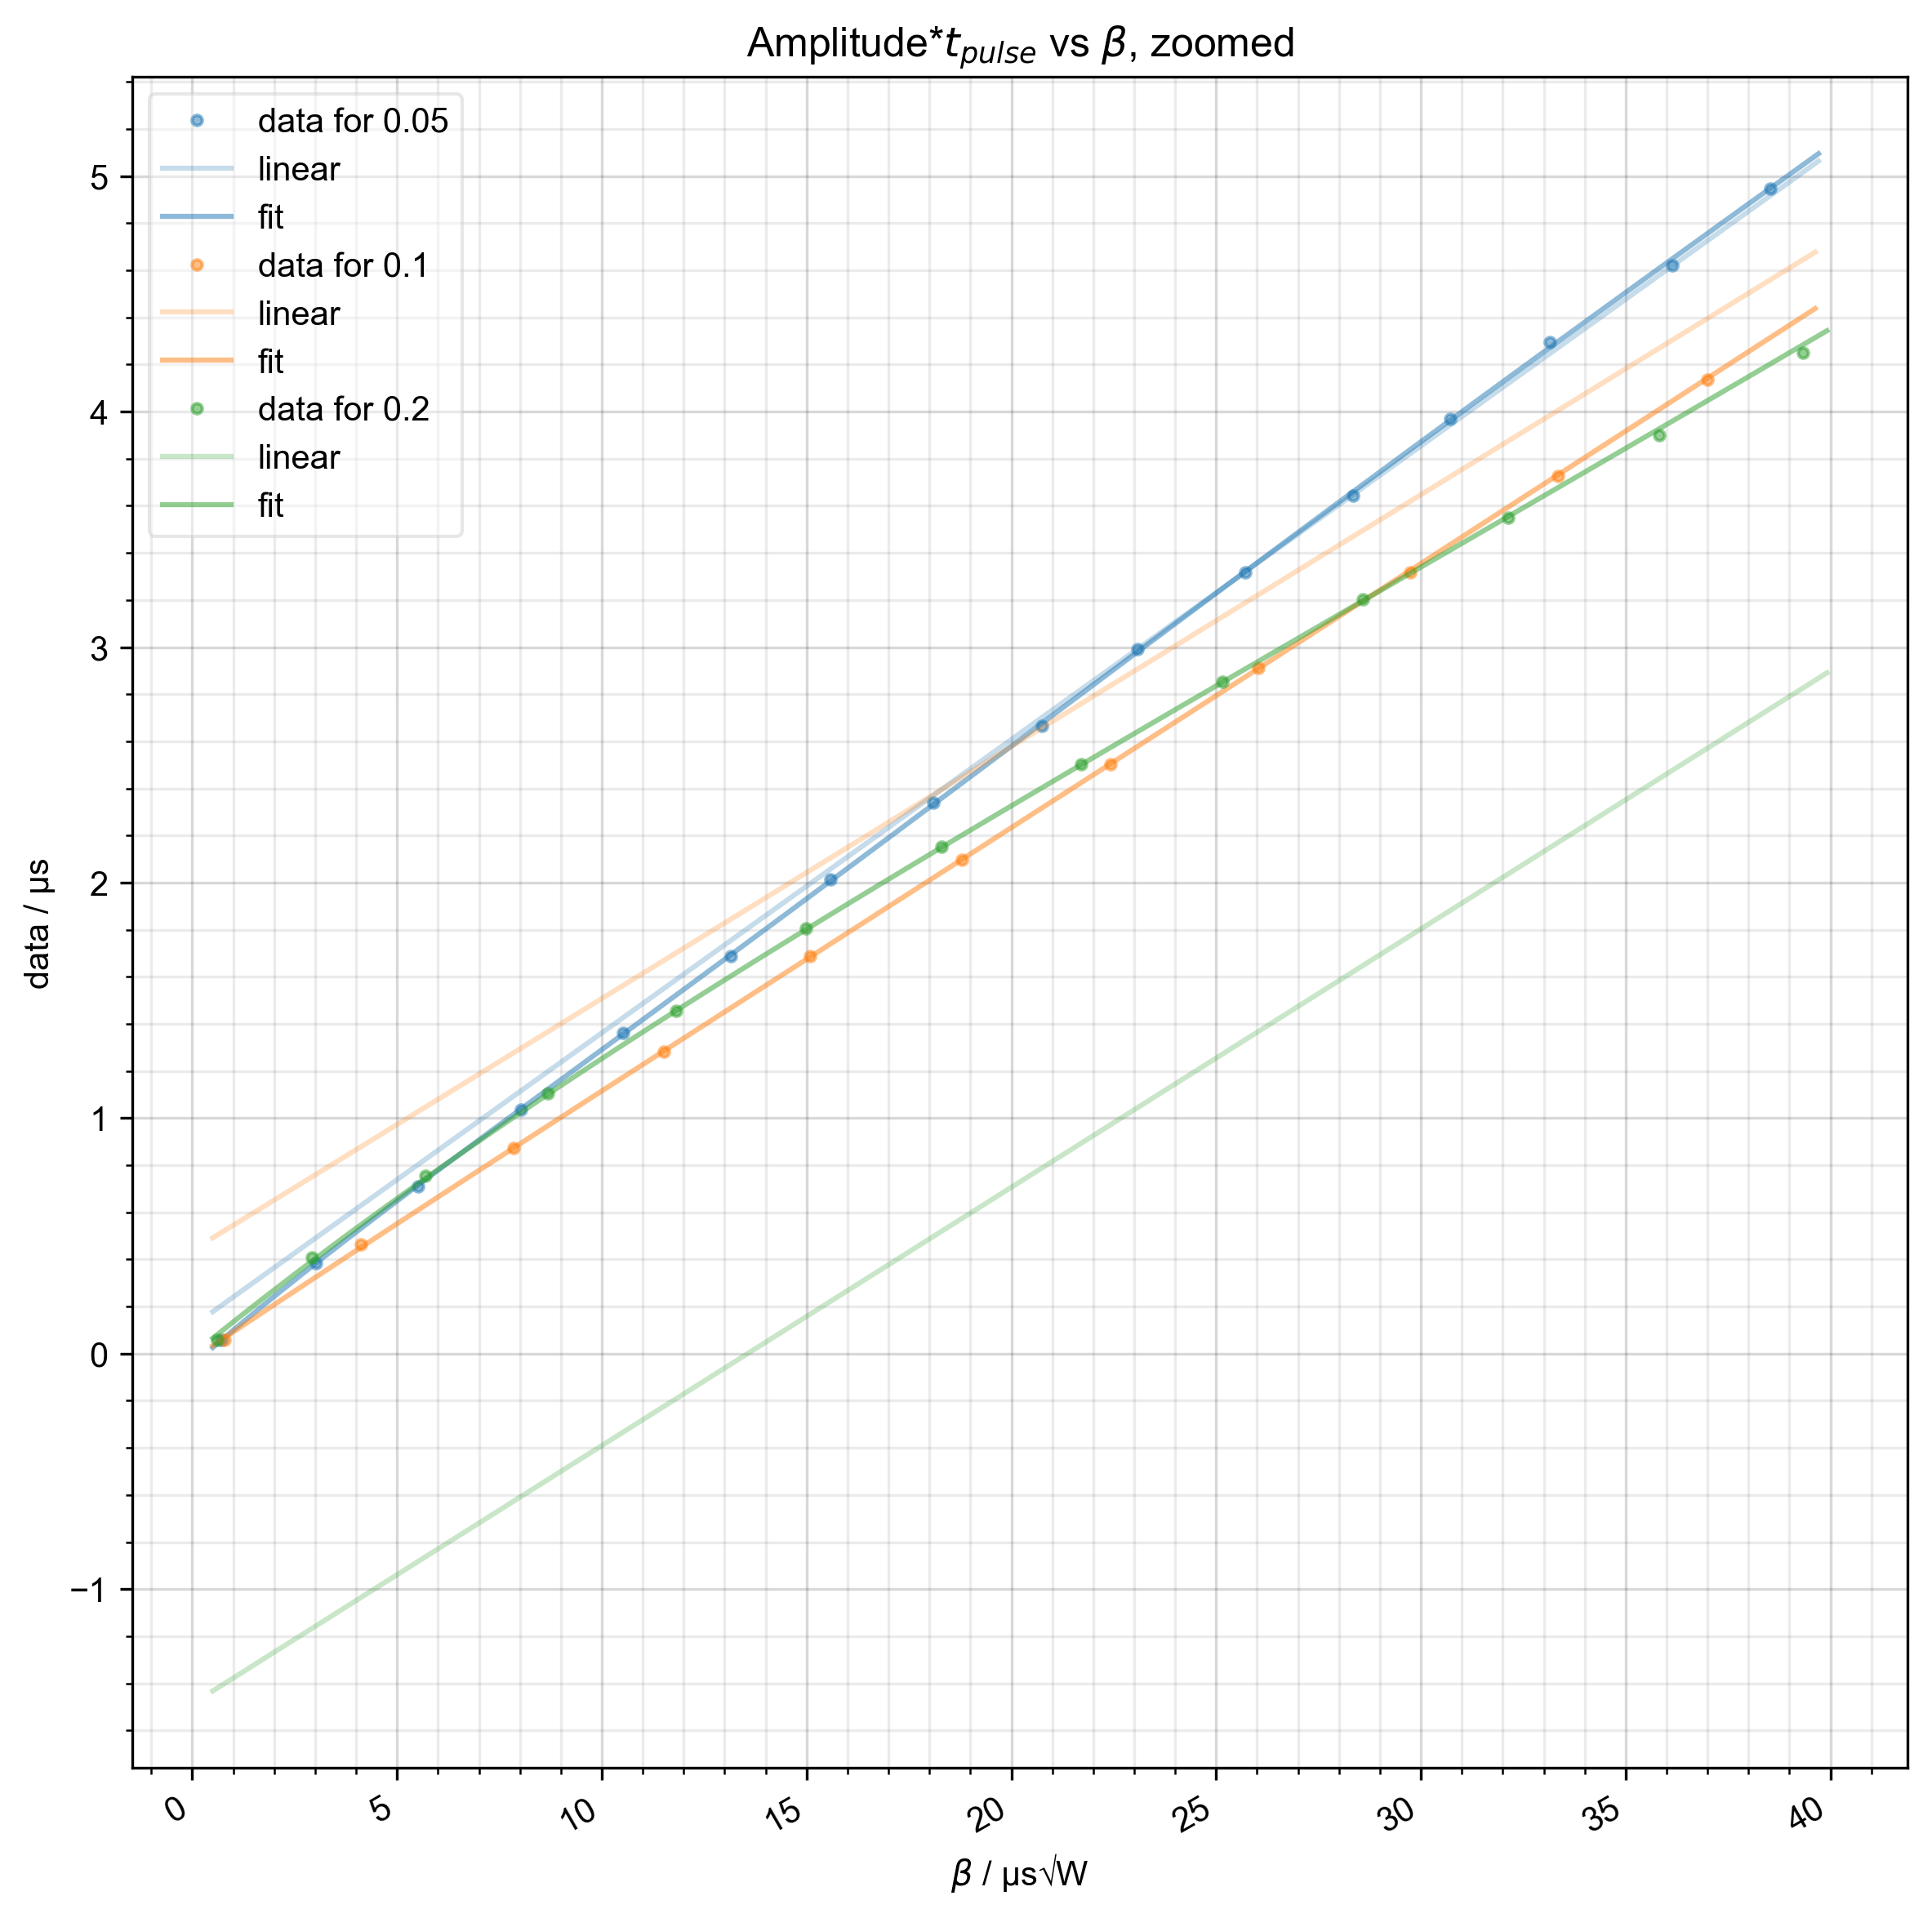 Amplitude*t_pulse vs β, zoomed
data for 0.05
linear
fit
data for 0.1
linear
fit
data for 0.2
linear
fit
data / µs
5
4
3
2
1
0
−1
0 5 10 15 20 25 30 35 40
β / µs√W